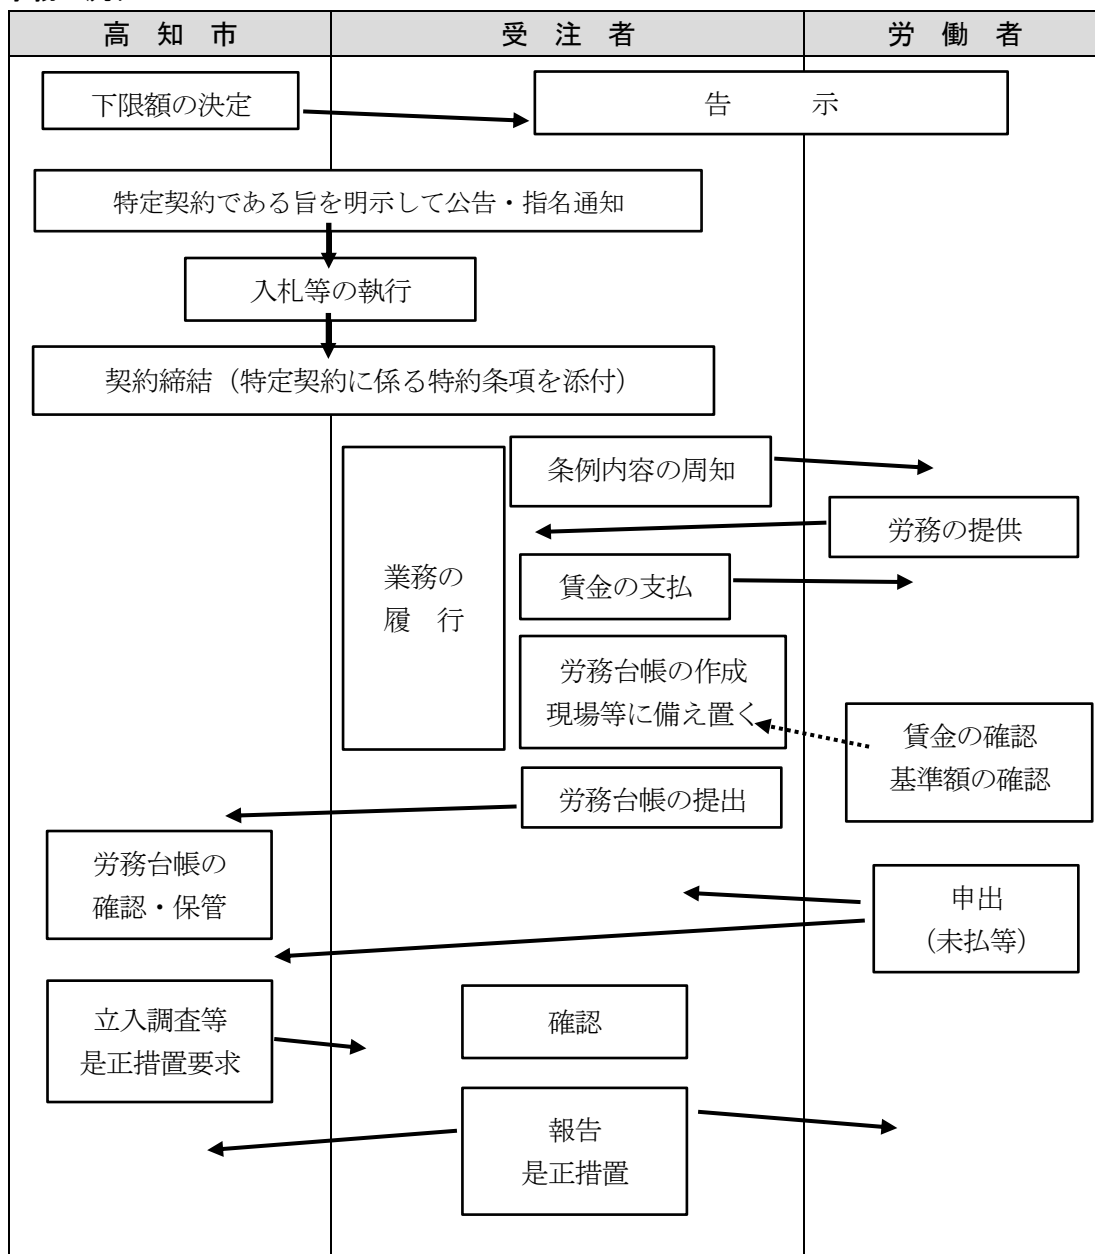 高　知　市
受　注　者
労　働　者
下限額の決定
告　　　示
特定契約である旨を明示して公告・指名通知
入札等の執行
契約締結（特定契約に係る特約条項を添付）
条例内容の周知
労務の提供
業務の
履　行
賃金の支払
労務台帳の作成
現場等に備え置く
賃金の確認
基準額の確認
労務台帳の提出
労務台帳の
確認・保管
申出
（未払等）
立入調査等
是正措置要求
確認
報告
是正措置